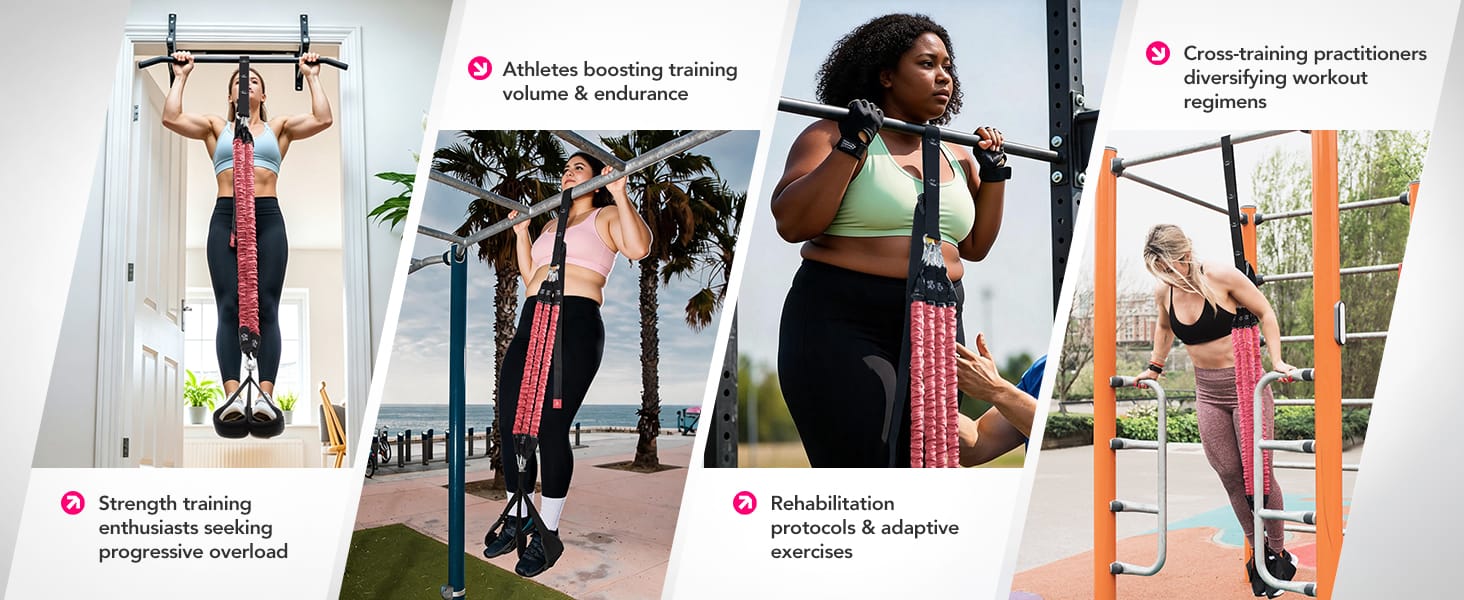 Strength training
enthusiasts seeking
progressive overload
Athletes boosting training
volume & endurance
Rehabilitation
protocols & adaptive
exercises
Cross-training practitioners
diversifying workout
regimens